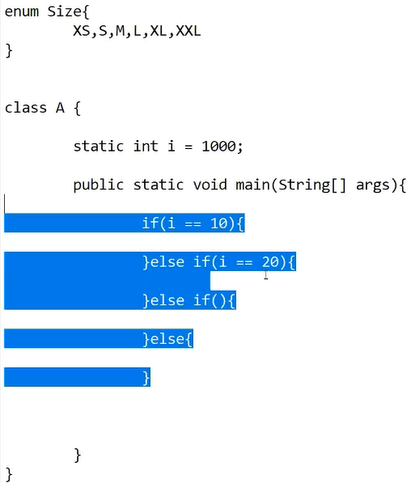 enum Size{
XS,S,M,L,XL,XXL
}
class A {
static int i = 1000;
public static void main(String[] args){
if(i == 10){
}else if(i == 20){
}else if(){
}else{
}
}
}